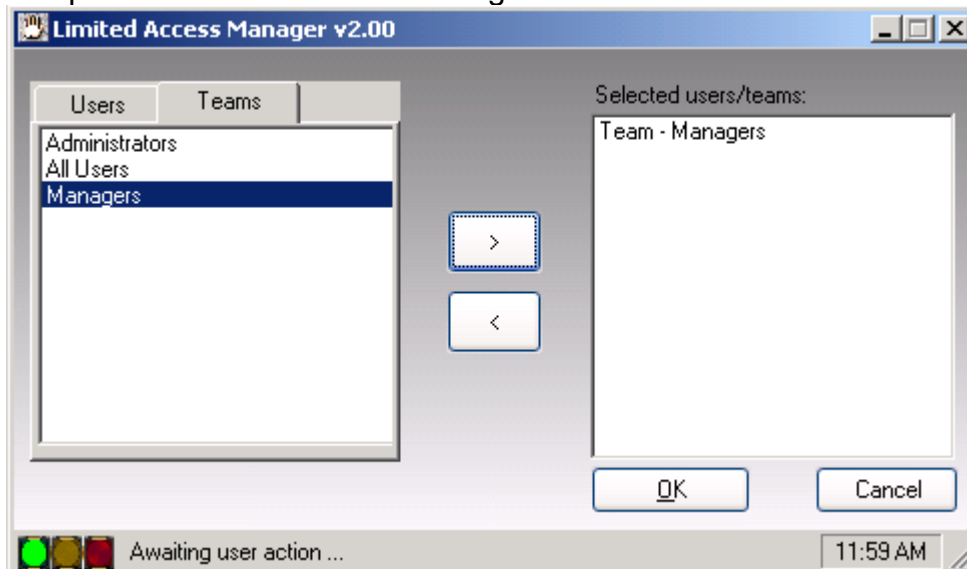 Limited Access Manager v2.00
Users
Teams
Administrators
All Users
Managers
>
<
Selected users/teams:
Team - Managers
OK
Cancel
Awaiting user action ...
11:59 AM